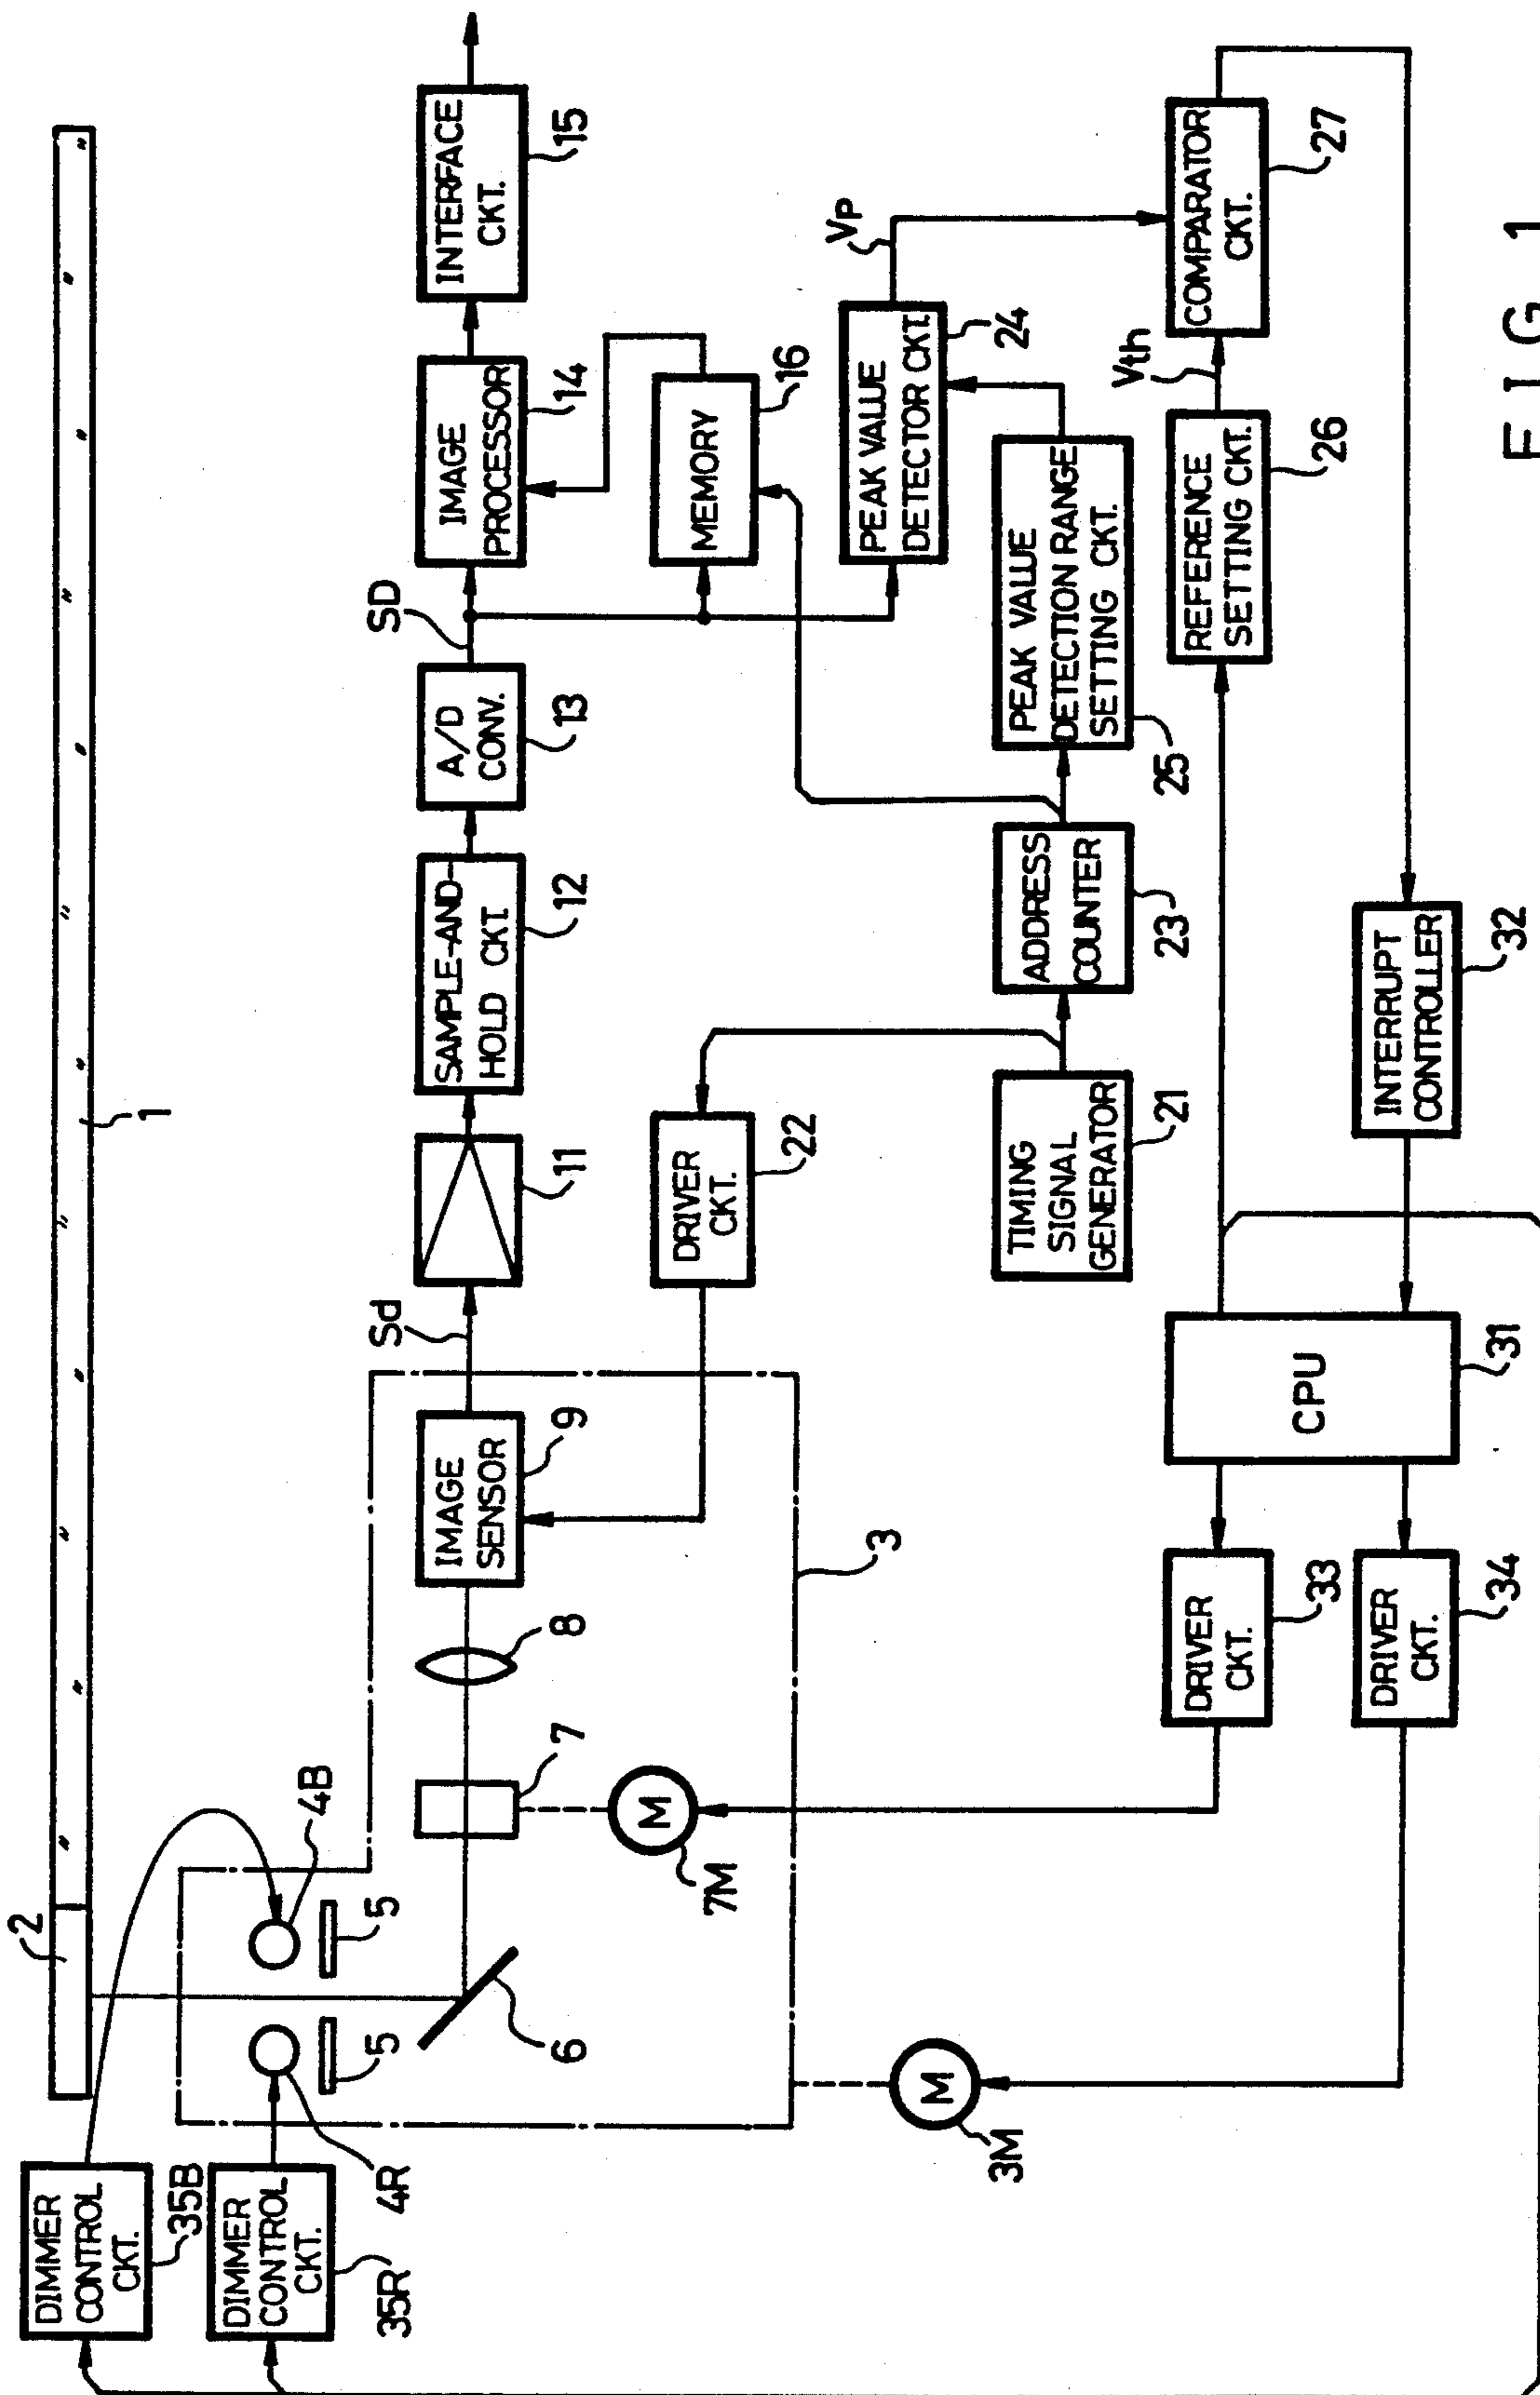 DIMMER
CONTROL
CKT.
35B
DIMMER
CONTROL
CKT.
35R
2
1
4B
4R
5
5
6
7
7M
M
8
IMAGE
SENSOR
9
3
M
3M
Sd
11
SAMPLE-AND-
HOLD CKT.
12
A/D
CONV.
13
SD
IMAGE
PROCESSOR
14
INTERFACE
CKT.
15
DRIVER
CKT.
22
MEMORY
16
PEAK VALUE
DETECTOR CKT.
24
VP
TIMING
SIGNAL
GENERATOR
21
ADDRESS
COUNTER
23
PEAK VALUE
DETECTION RANGE
SETTING CKT.
25
DRIVER
CKT.
33
DRIVER
CKT.
34
CPU
31
REFERENCE
SETTING CKT.
26
Vth
COMPARATOR
CKT.
27
INTERRUPT
CONTROLLER
32
FIG 1